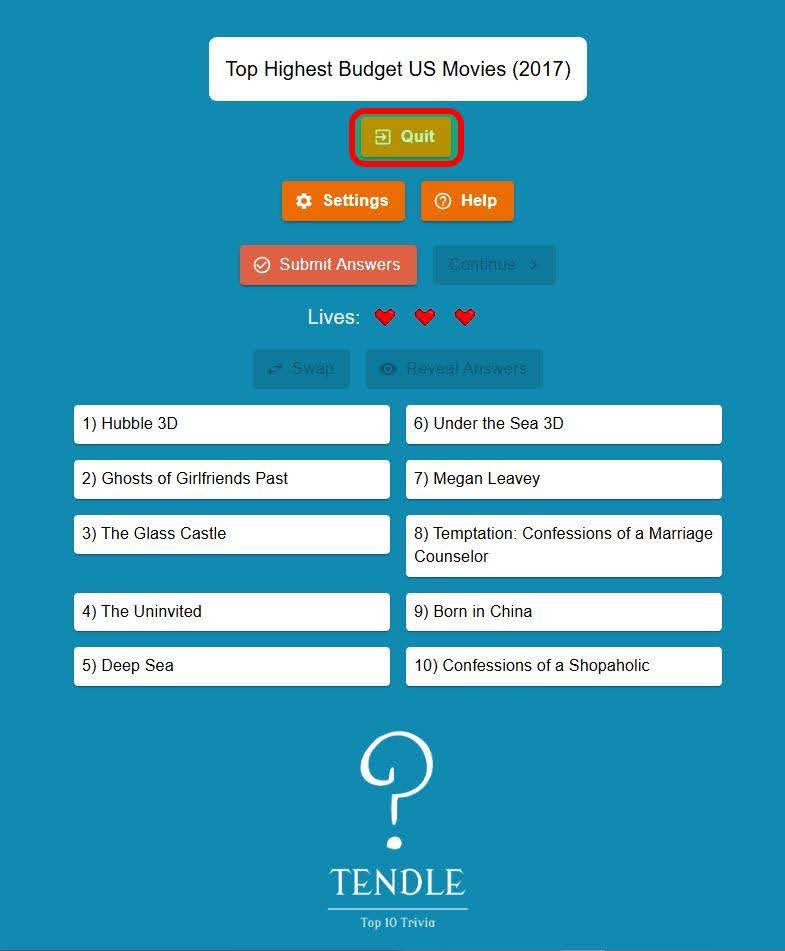 Top Highest Budget US Movies (2017)
Quit
Settings
Help
Submit Answers
Continue
Lives:
Swap
Reveal Answers
1) Hubble 3D
6) Under the Sea 3D
2) Ghosts of Girlfriends Past
7) Megan Leavey
3) The Glass Castle
8) Temptation: Confessions of a Marriage
Counselor
4) The Uninvited
9) Born in China
5) Deep Sea
10) Confessions of a Shopaholic
TENDLE
Top 10 Trivia